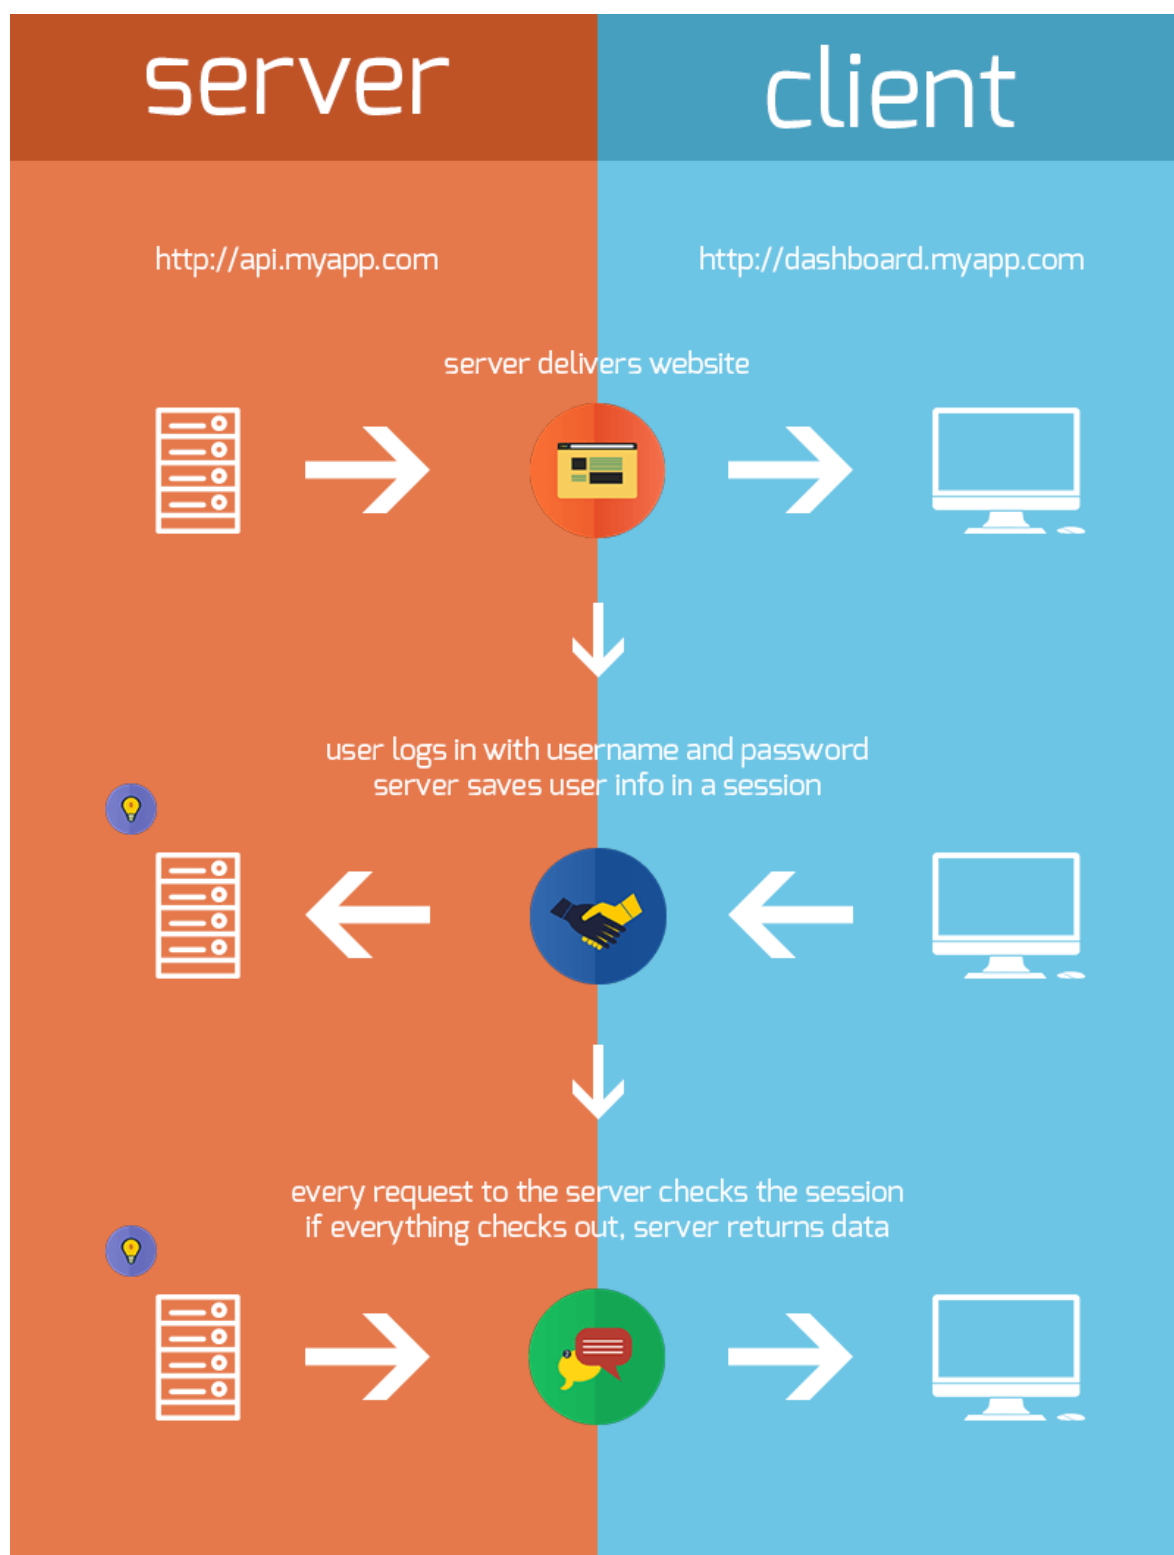 server
client
http://api.myapp.com
http://dashboard.myapp.com
server delivers website
user logs in with username and password
server saves user info in a session
every request to the server checks the session
if everything checks out, server returns data